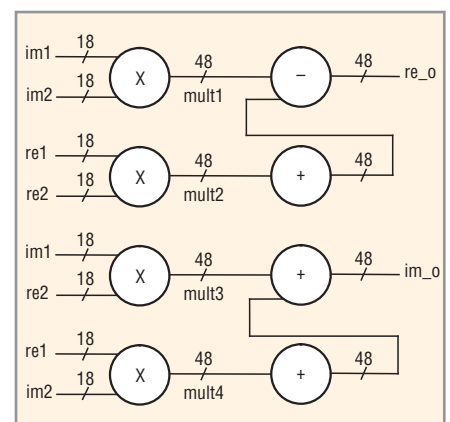 im1 18
im2 18
X
48
mult1
−
48
re_o
re1 18
re2 18
X
48
mult2
+
48
im1 18
re2 18
X
48
mult3
+
48
im_o
re1 18
im2 18
X
48
mult4
+
48